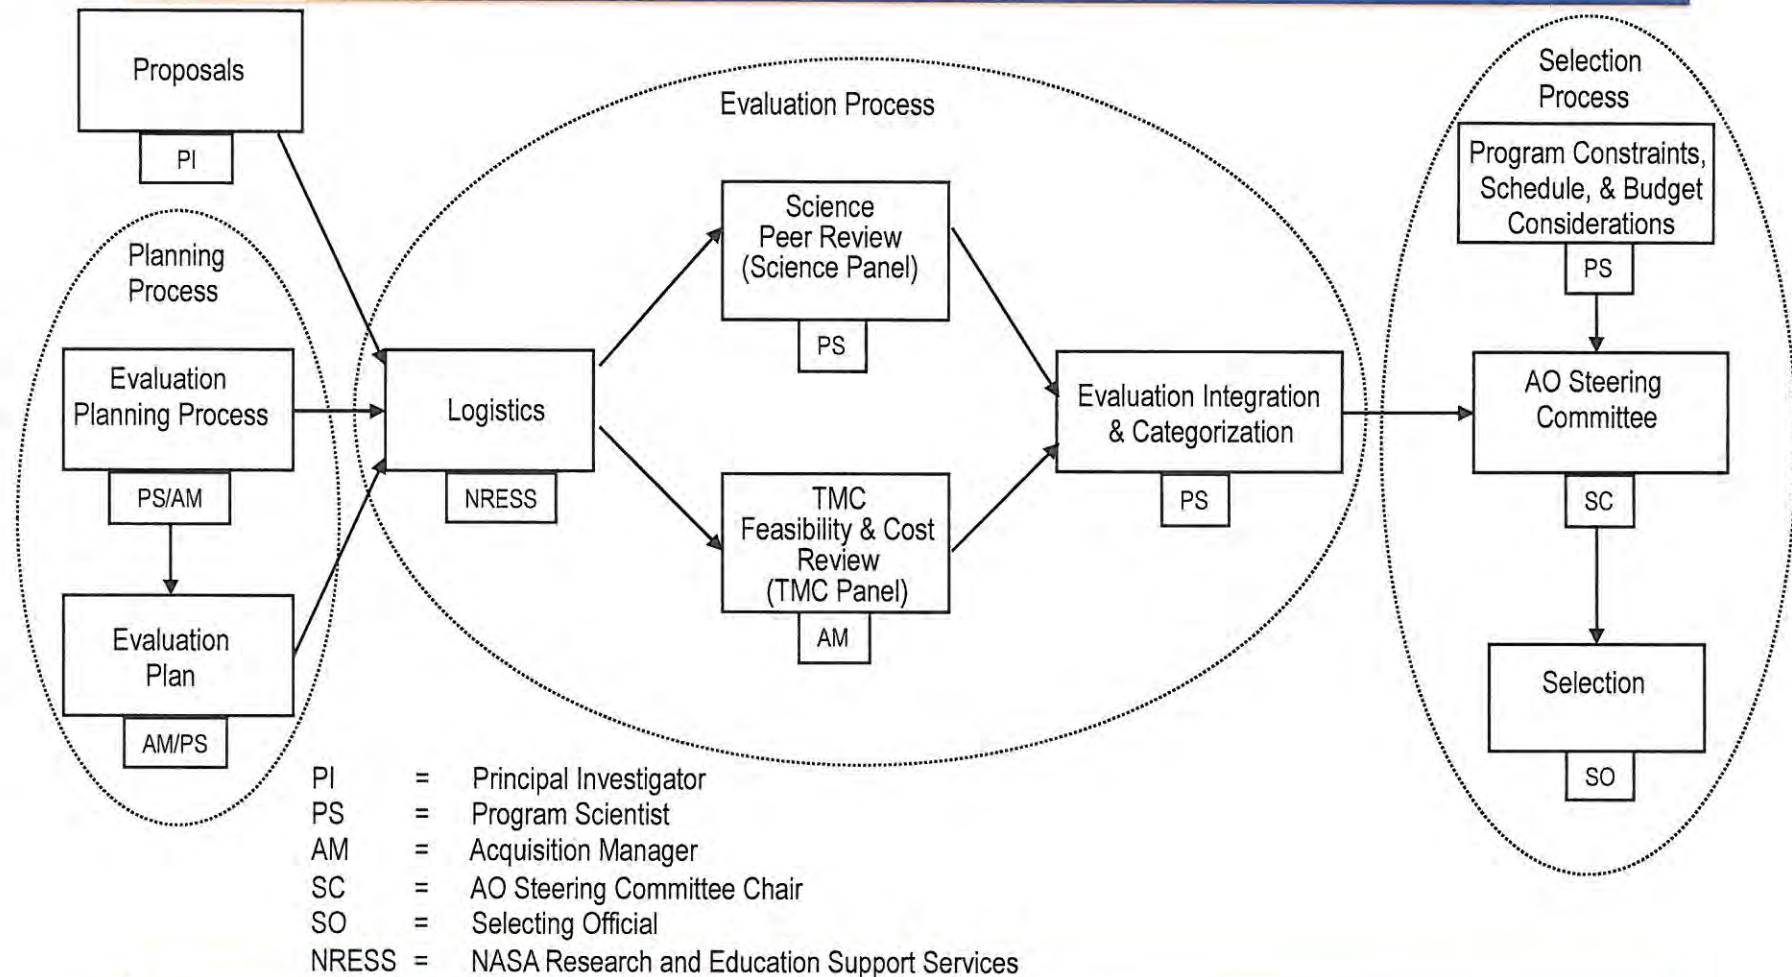 Proposals
PI
Planning
Process
Evaluation
Planning Process
PS/AM
Evaluation
Plan
AM/PS
Evaluation Process
Logistics
NRESS
Science
Peer Review
(Science Panel)
PS
TMC
Feasibility & Cost
Review
(TMC Panel)
AM
Evaluation Integration
& Categorization
PS
Selection
Process
Program Constraints,
Schedule, & Budget
Considerations
PS
AO Steering
Committee
SC
Selection
SO
PI = Principal Investigator
PS = Program Scientist
AM = Acquisition Manager
SC = AO Steering Committee Chair
SO = Selecting Official
NRESS = NASA Research and Education Support Services